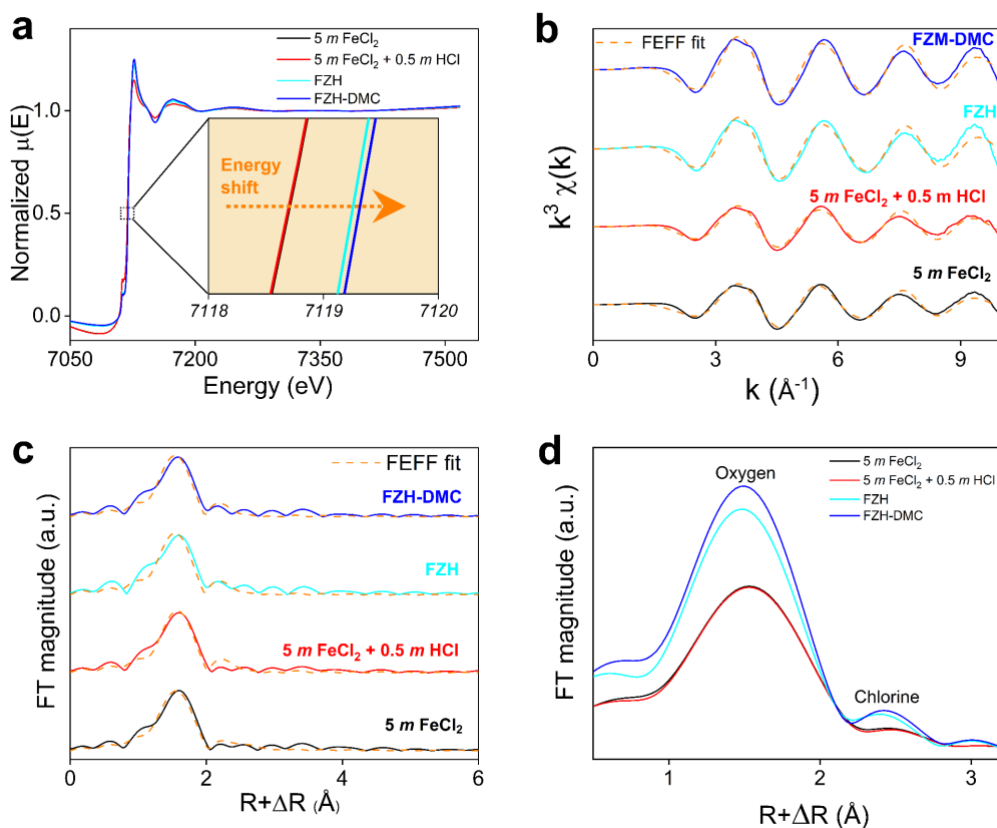 a
5 m FeCl₂
5 m FeCl₂ + 0.5 m HCl
FZH
FZH-DMC
Energy
shift
7118
7119
7120
Normalized μ(E)
1.0
0.5
0.0
7050
7200
7350
7500
Energy (eV)
b
FEFF fit
FZM-DMC
FZH
5 m FeCl₂ + 0.5 m HCl
5 m FeCl₂
k³ χ(k)
0
3
6
9
k (Å⁻¹)
c
FEFF fit
FZH-DMC
FZH
5 m FeCl₂ + 0.5 m HCl
5 m FeCl₂
FT magnitude (a.u.)
0
2
4
6
R+ΔR (Å)
d
5 m FeCl₂
5 m FeCl₂ + 0.5 m HCl
FZH
FZH-DMC
Oxygen
Chlorine
FT magnitude (a.u.)
1
2
3
R+ΔR (Å)